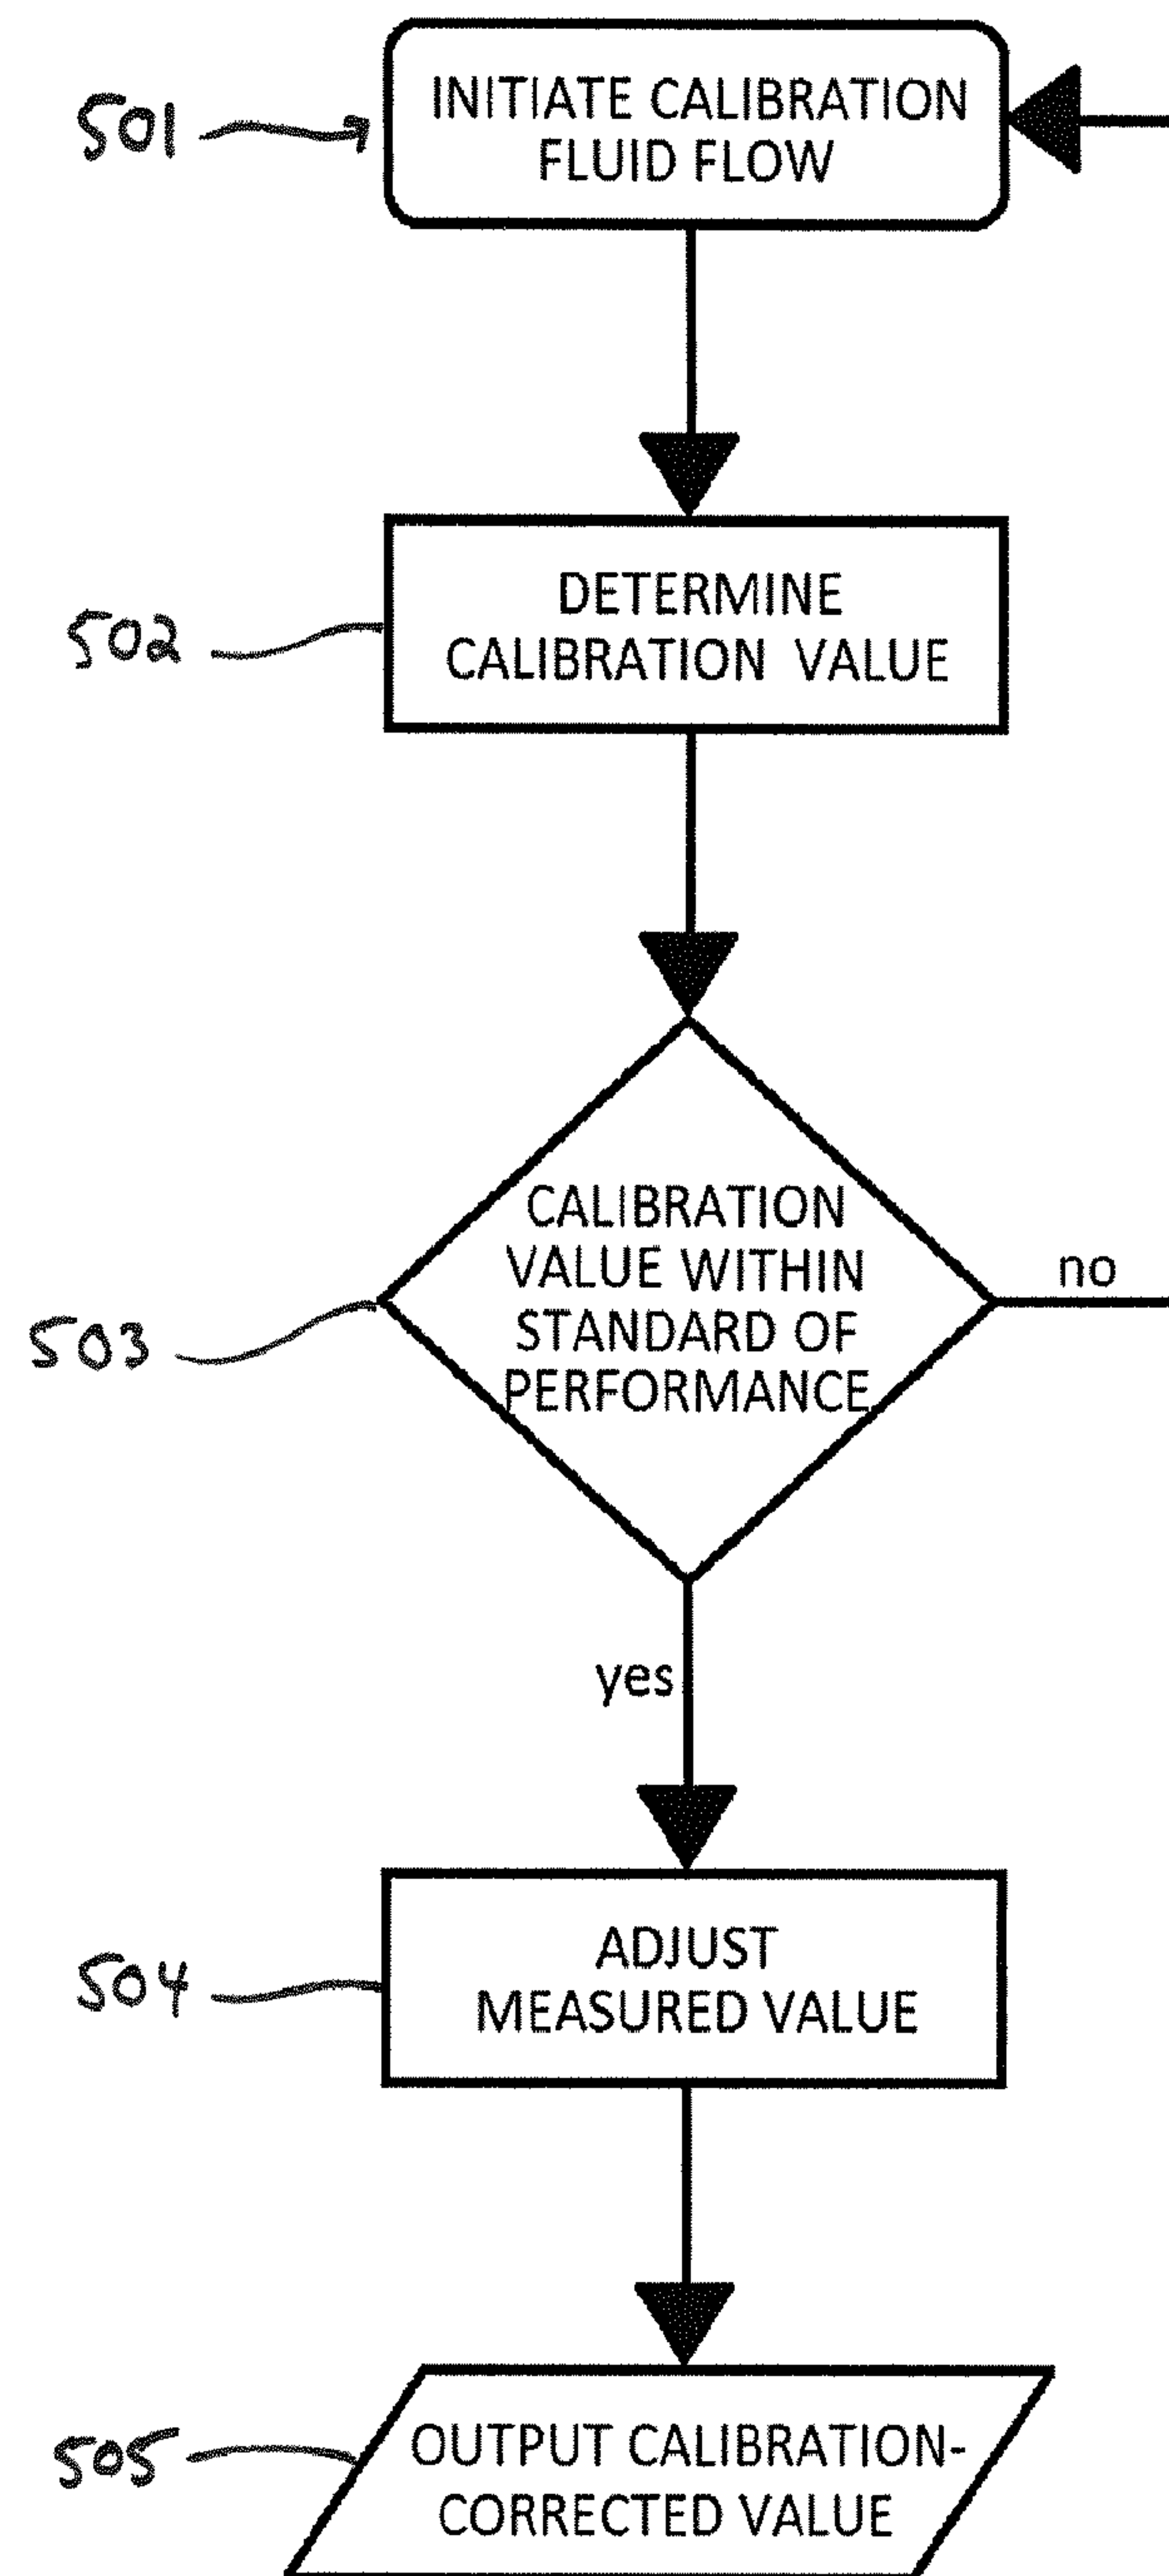 501
INITIATE CALIBRATION
FLUID FLOW
502
DETERMINE
CALIBRATION VALUE
503
CALIBRATION
VALUE WITHIN
STANDARD OF
PERFORMANCE
no
yes
504
ADJUST
MEASURED VALUE
505
OUTPUT CALIBRATION-
CORRECTED VALUE